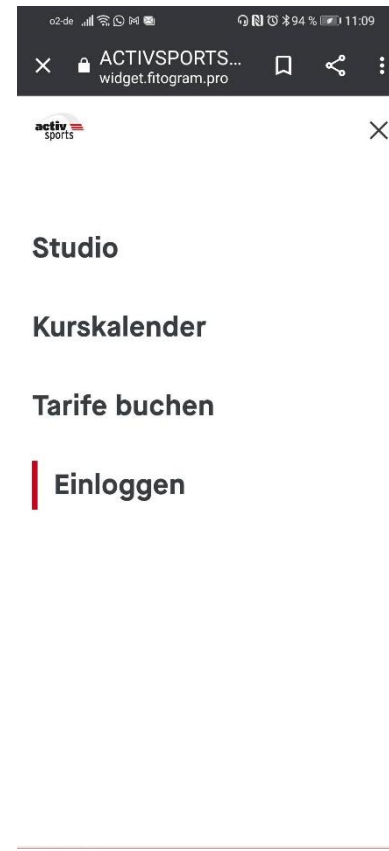 o2-de 94 % 11:09
ACTIVSPORTS...
widget.fitogram.pro
activ
sports
Studio
Kurskalender
Tarife buchen
Einloggen